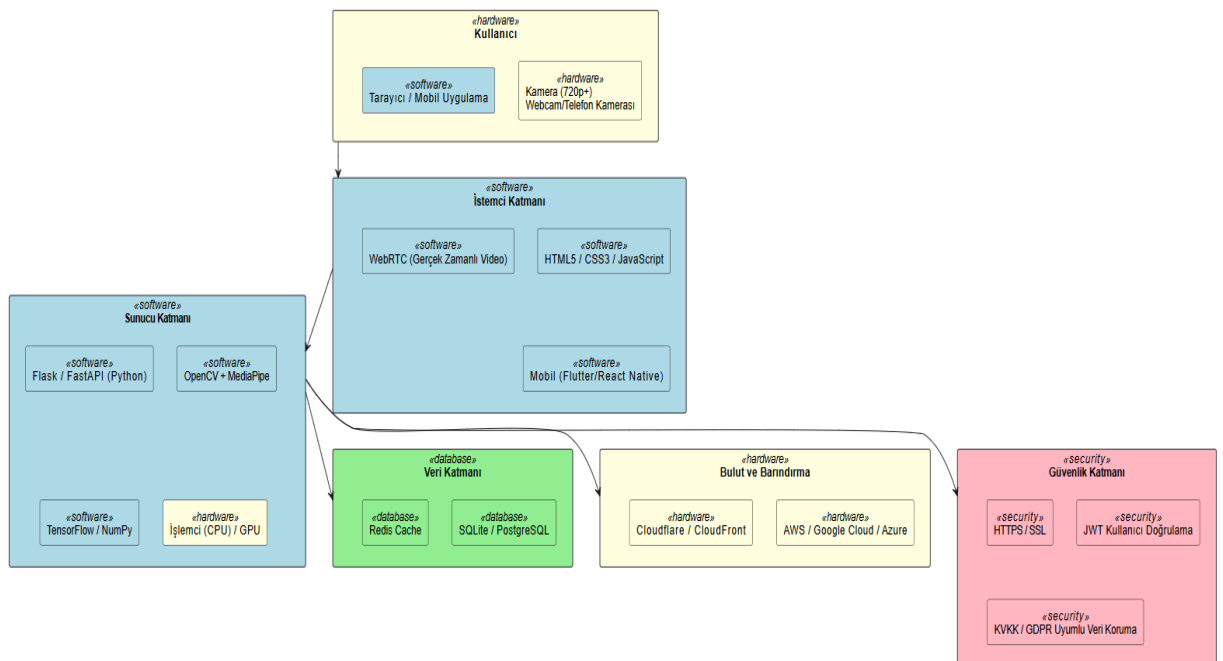 «hardware»
Kullanıcı
«software»
Tarayıcı / Mobil Uygulama
«hardware»
Kamera (720p+)
Webcam/Telefon Kamerası
«software»
İstemci Katmanı
«software»
WebRTC (Gerçek Zamanlı Video)
«software»
HTML5 / CSS3 / JavaScript
«software»
Mobil (Flutter/React Native)
«software»
Sunucu Katmanı
«software»
Flask / FastAPI (Python)
«software»
OpenCV + MediaPipe
«software»
TensorFlow / NumPy
«hardware»
İşlemci (CPU) / GPU
«database»
Veri Katmanı
«database»
Redis Cache
«database»
SQLite / PostgreSQL
«hardware»
Bulut ve Barındırma
«hardware»
Cloudflare / CloudFront
«hardware»
AWS / Google Cloud / Azure
«security»
Güvenlik Katmanı
«security»
HTTPS / SSL
«security»
JWT Kullanıcı Doğrulama
«security»
KVKK / GDPR Uyumlu Veri Koruma